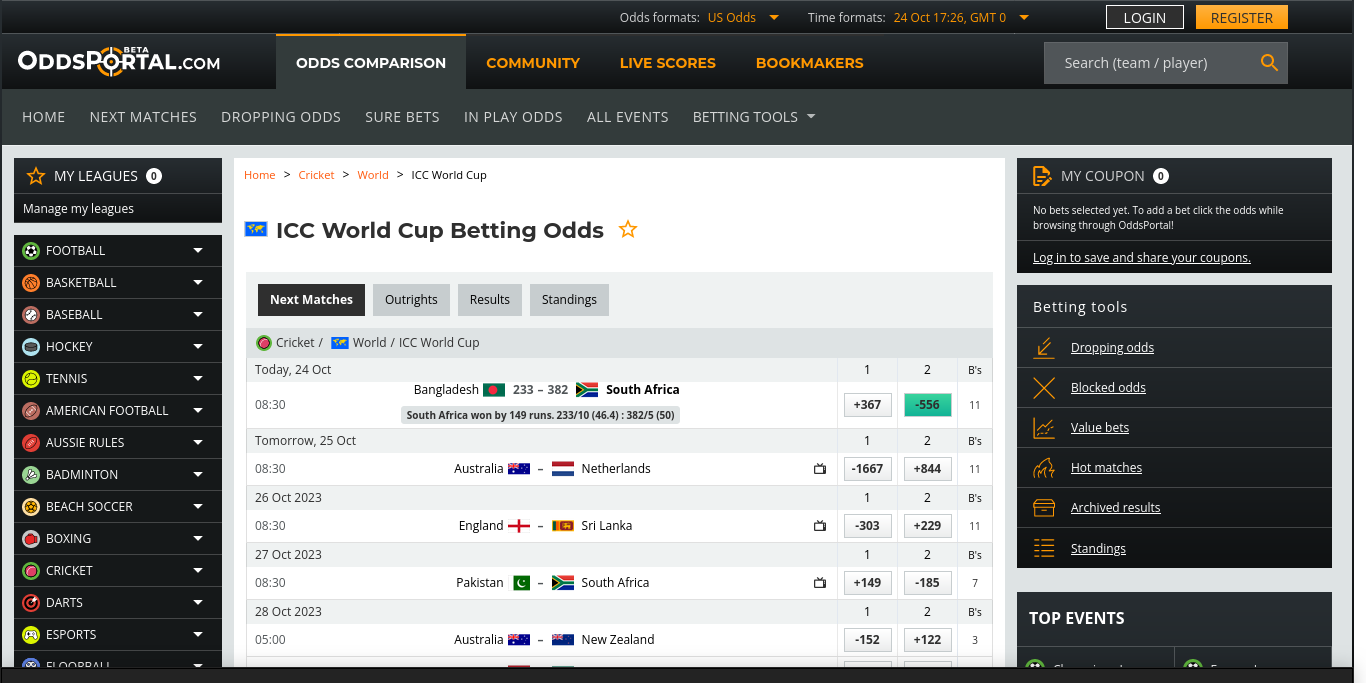 Odds formats: US Odds Time formats: 24 Oct 17:26, GMT 0 LOGIN REGISTER
ODDSPORTAL.COM BETA ODDS COMPARISON COMMUNITY LIVE SCORES BOOKMAKERS Search (team / player)
HOME NEXT MATCHES DROPPING ODDS SURE BETS IN PLAY ODDS ALL EVENTS BETTING TOOLS
MY LEAGUES 0
Manage my leagues
FOOTBALL
BASKETBALL
BASEBALL
HOCKEY
TENNIS
AMERICAN FOOTBALL
AUSSIE RULES
BADMINTON
BEACH SOCCER
BOXING
CRICKET
DARTS
ESPORTS
FLOORBALL
Home > Cricket > World > ICC World Cup
ICC World Cup Betting Odds
Next Matches Outrights Results Standings
Cricket / World / ICC World Cup
Today, 24 Oct 1 2 B's
Bangladesh 233 – 382 South Africa
08:30 +367 -556 11
South Africa won by 149 runs. 233/10 (46.4) : 382/5 (50)
Tomorrow, 25 Oct 1 2 B's
08:30 Australia – Netherlands -1667 +844 11
26 Oct 2023 1 2 B's
08:30 England – Sri Lanka -303 +229 11
27 Oct 2023 1 2 B's
08:30 Pakistan – South Africa +149 -185 7
28 Oct 2023 1 2 B's
05:00 Australia – New Zealand -152 +122 3
MY COUPON 0
No bets selected yet. To add a bet click the odds while
browsing through OddsPortal!
Log in to save and share your coupons.
Betting tools
Dropping odds
Blocked odds
Value bets
Hot matches
Archived results
Standings
TOP EVENTS